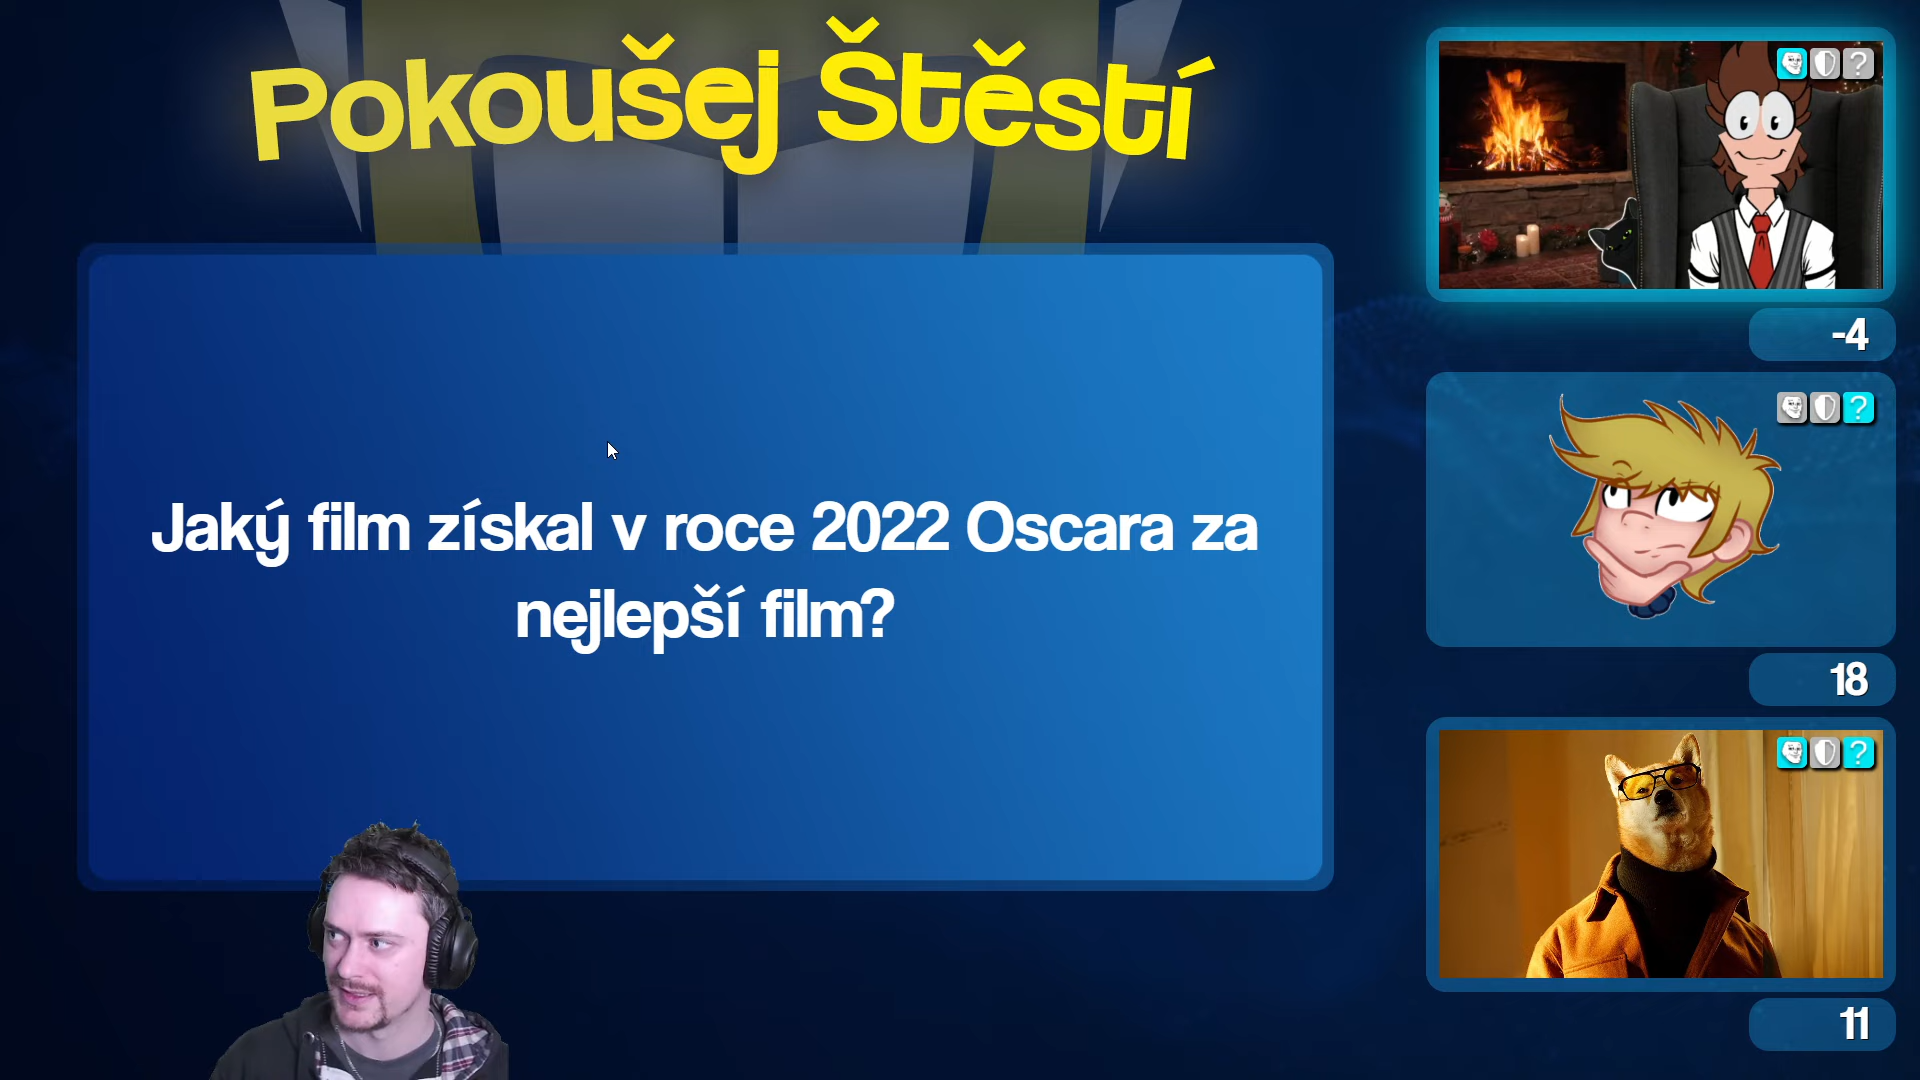 Pokoušej Štěstí
Jaký film získal v roce 2022 Oscara za
nejlepší film?
?
-4
?
18
?
11